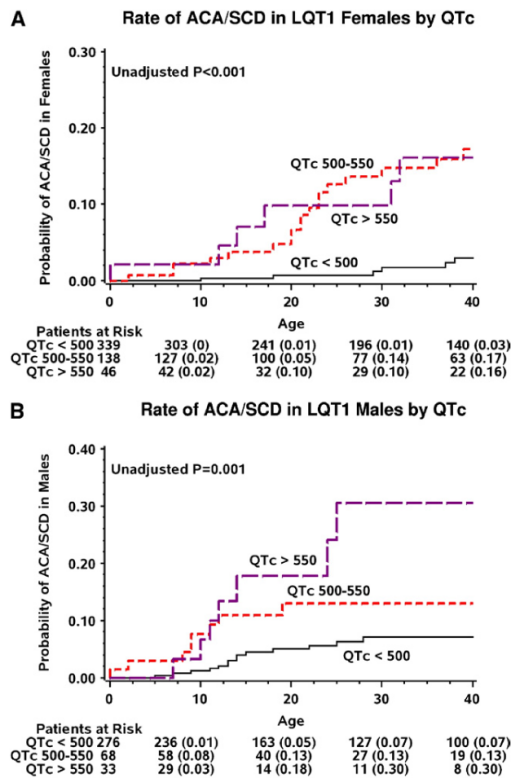 A
Rate of ACA/SCD in LQT1 Females by QTc
Probability of ACA/SCD in Females
0.30
0.20
0.10
0.00
Unadjusted P<0.001
QTc 500-550
QTc > 550
QTc < 500
0 10 20 30 40
Age
Patients at Risk
QTc < 500 339 303 (0) 241 (0.01) 196 (0.01) 140 (0.03)
QTc 500-550 138 127 (0.02) 100 (0.05) 77 (0.14) 63 (0.17)
QTc > 550 46 42 (0.02) 32 (0.10) 29 (0.10) 22 (0.16)
B
Rate of ACA/SCD in LQT1 Males by QTc
Probability of ACA/SCD in Males
0.40
0.30
0.20
0.10
0.00
Unadjusted P=0.001
QTc > 550
QTc 500-550
QTc < 500
0 10 20 30 40
Age
Patients at Risk
QTc < 500 276 236 (0.01) 163 (0.05) 127 (0.07) 100 (0.07)
QTc 500-550 68 58 (0.08) 40 (0.13) 27 (0.13) 19 (0.13)
QTc > 550 33 29 (0.03) 14 (0.18) 11 (0.30) 8 (0.30)